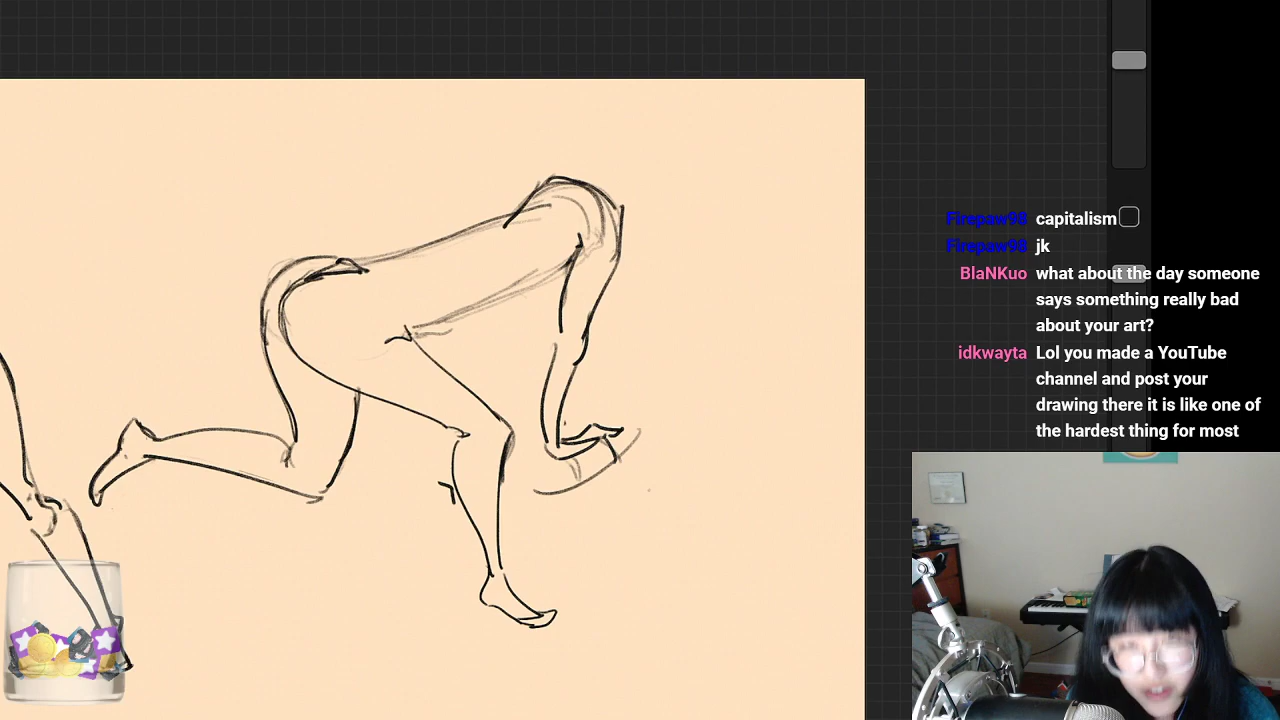 Firepaw98 capitalism
Firepaw98 jk
BlaNKuo what about the day someone
says something really bad
about your art?
idkwayta Lol you made a YouTube
channel and post your
drawing there it is like one of
the hardest thing for most